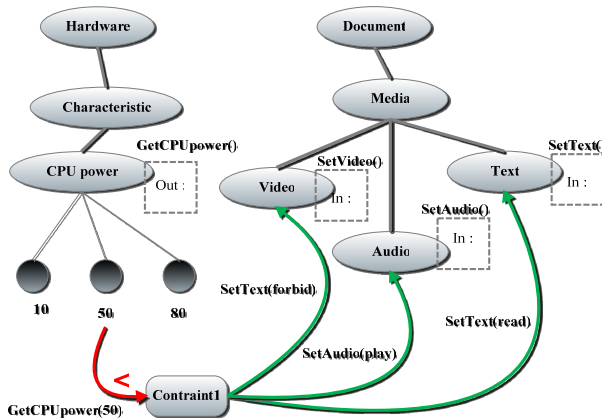 Hardware
Document
Characteristic
Media
GetCPUpower()
CPU power
Out :
SetVideo()
Video
In :
SetText()
Text
In :
SetAudio()
Audio
In :
10
50
80
SetText(forbid)
SetAudio(play)
SetText(read)
<
GetCPUpower(50)
Contraint1